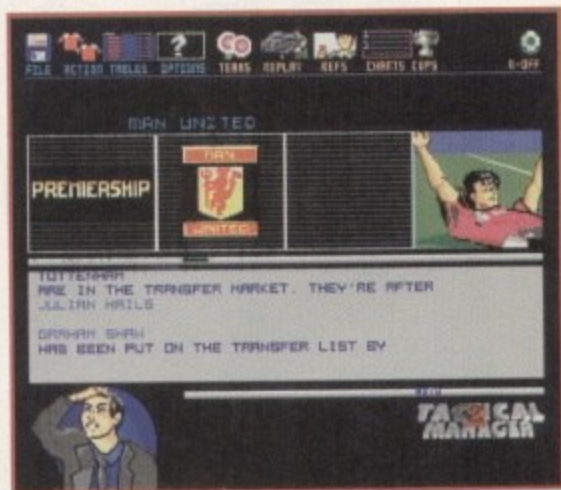 FILE ACTION TABLES OPTIONS TEAMS REPLAY REFS CHARTS CUPS K-OFF
MAN UNITED
PREMIERSHIP
MAN
UNITED
TOTTENHAM
ARE IN THE TRANSFER MARKET. THEY'RE AFTER
JULIAN HAILS
GRAHAM SHAW
HAS BEEN PUT ON THE TRANSFER LIST BY
TACTICAL
MANAGER